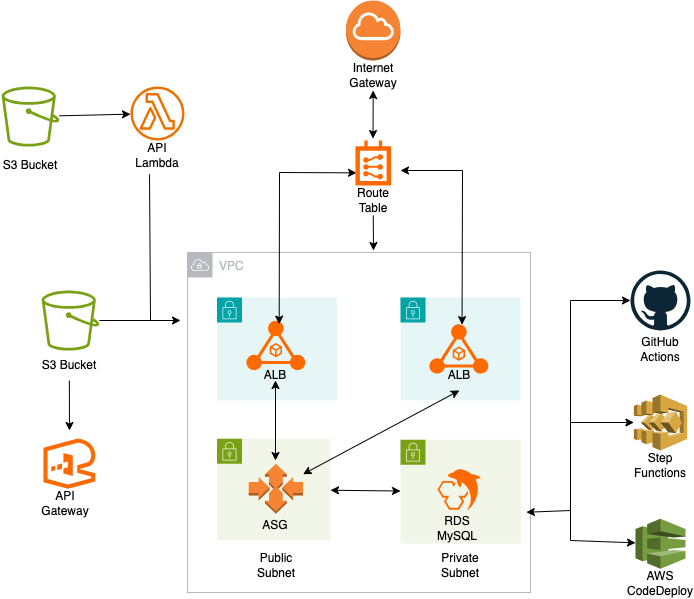 Internet
Gateway
S3 Bucket
API
Lambda
Route
Table
VPC
ALB
ALB
S3 Bucket
GitHub
Actions
API
Gateway
ASG
RDS
MySQL
Step
Functions
Public
Subnet
Private
Subnet
AWS
CodeDeploy